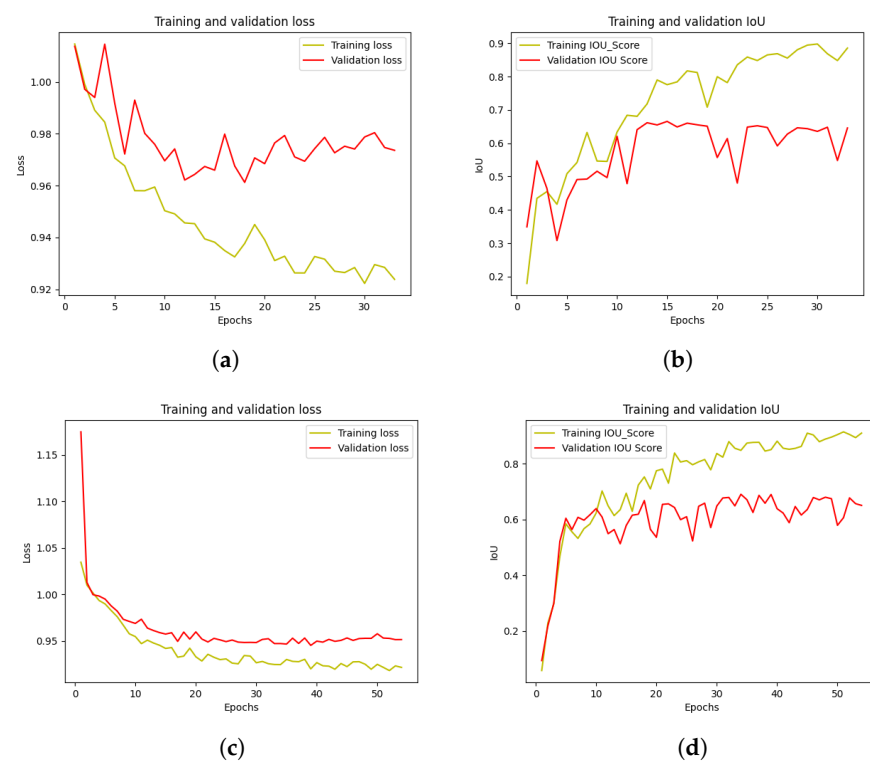 Training and validation loss
Training loss
Validation loss
1.00
0.98
0.96
0.94
0.92
Loss
0 5 10 15 20 25 30
Epochs
(a)
Training and validation IoU
Training IOU_Score
Validation IOU Score
0.9
0.8
0.7
0.6
0.5
0.4
0.3
0.2
IoU
0 5 10 15 20 25 30
Epochs
(b)
Training and validation loss
Training loss
Validation loss
1.15
1.10
1.05
1.00
0.95
Loss
0 10 20 30 40 50
Epochs
(c)
Training and validation IoU
Training IOU_Score
Validation IOU Score
0.8
0.6
0.4
0.2
IoU
0 10 20 30 40 50
Epochs
(d)